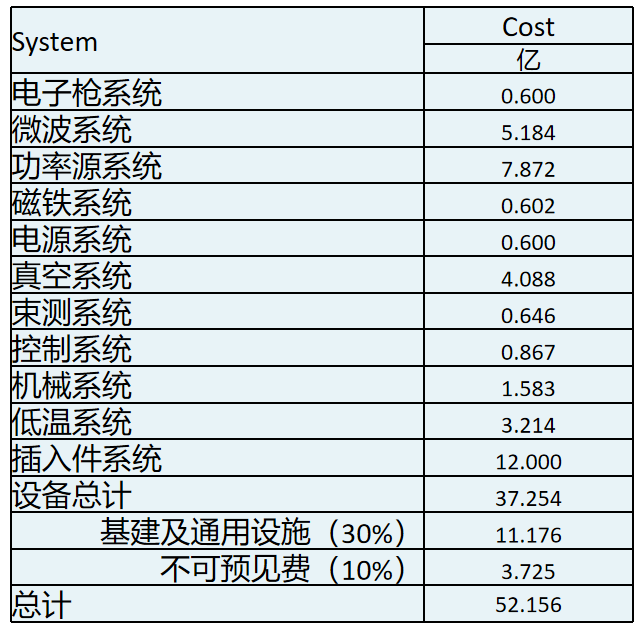 System Cost
亿
电子枪系统 0.600
微波系统 5.184
功率源系统 7.872
磁铁系统 0.602
电源系统 0.600
真空系统 4.088
束测系统 0.646
控制系统 0.867
机械系统 1.583
低温系统 3.214
插入件系统 12.000
设备总计 37.254
基建及通用设施（30%） 11.176
不可预见费（10%） 3.725
总计 52.156